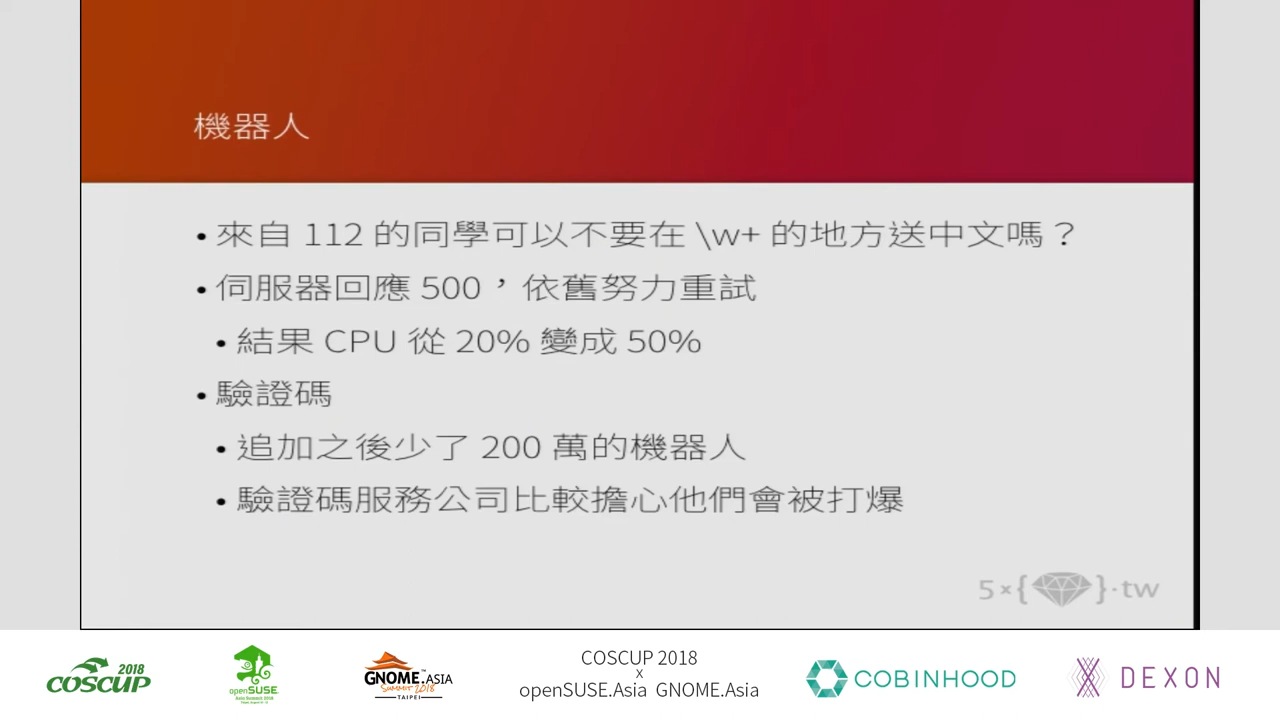 機器人
• 來自 112 的同學可以不要在 \w+ 的地方送中文嗎？
• 伺服器回應 500，依舊努力重試
• 結果 CPU 從 20% 變成 50%
• 驗證碼
• 追加之後少了 200 萬的機器人
• 驗證碼服務公司比較擔心他們會被打爆
5×{}·tw
2018
COSCUP
openSUSE
GNOME.ASIA
SUMMIT 2018
TAIPEI
COSCUP 2018
x
openSUSE.Asia GNOME.Asia
COBINHOOD
DEXON